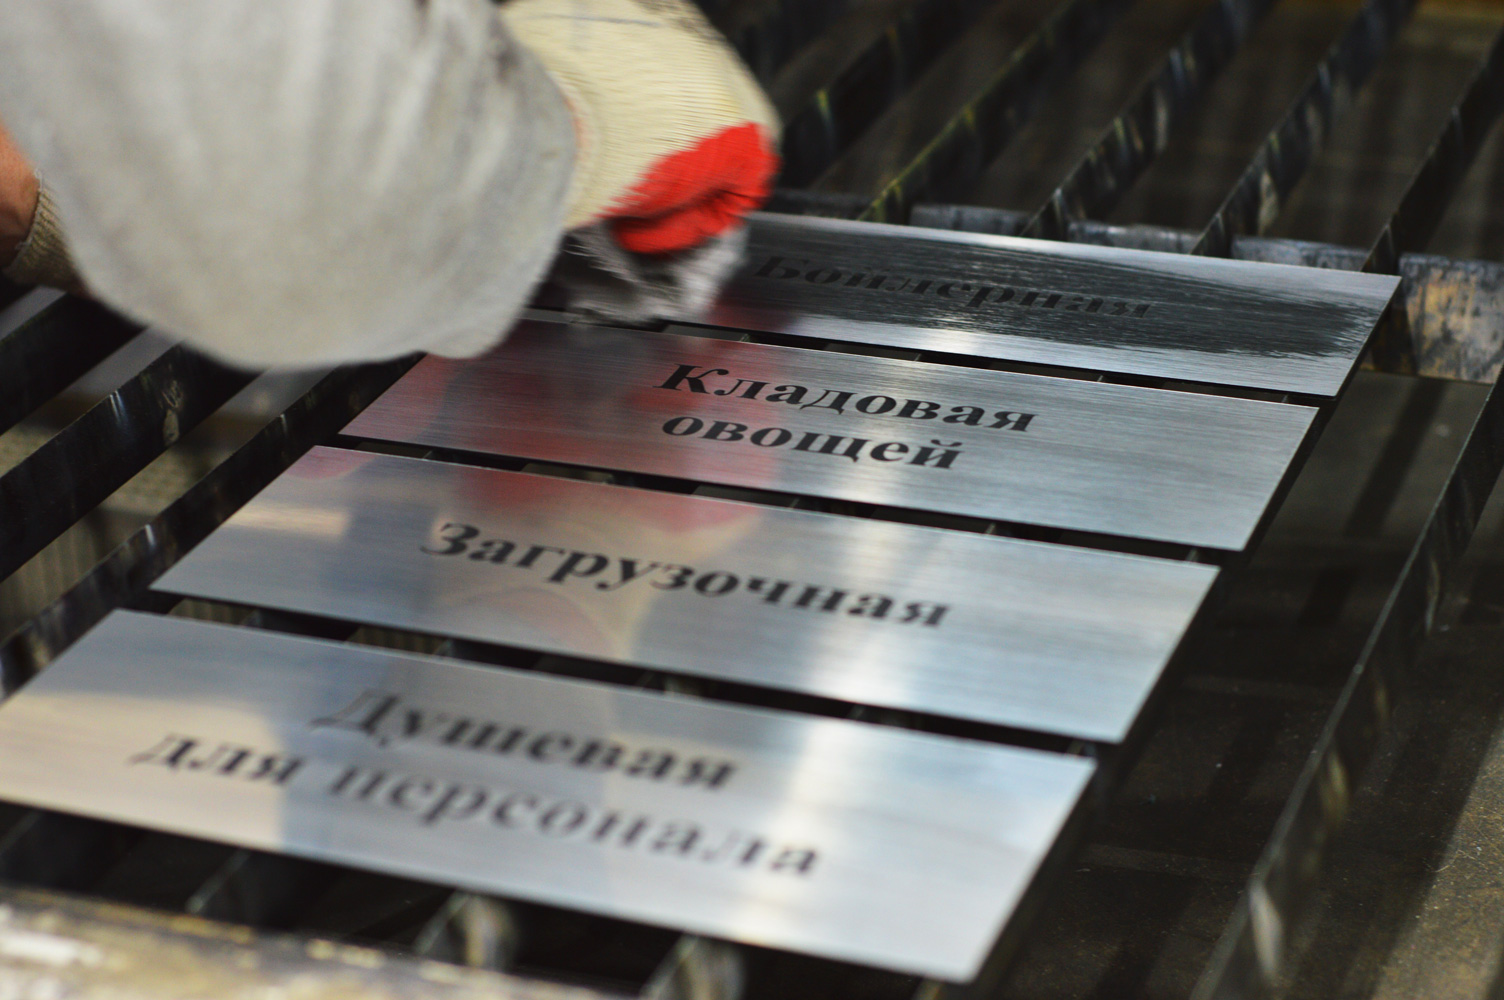 Бойлерная
Кладовая
овощей
Загрузочная
Душевая
для персонала